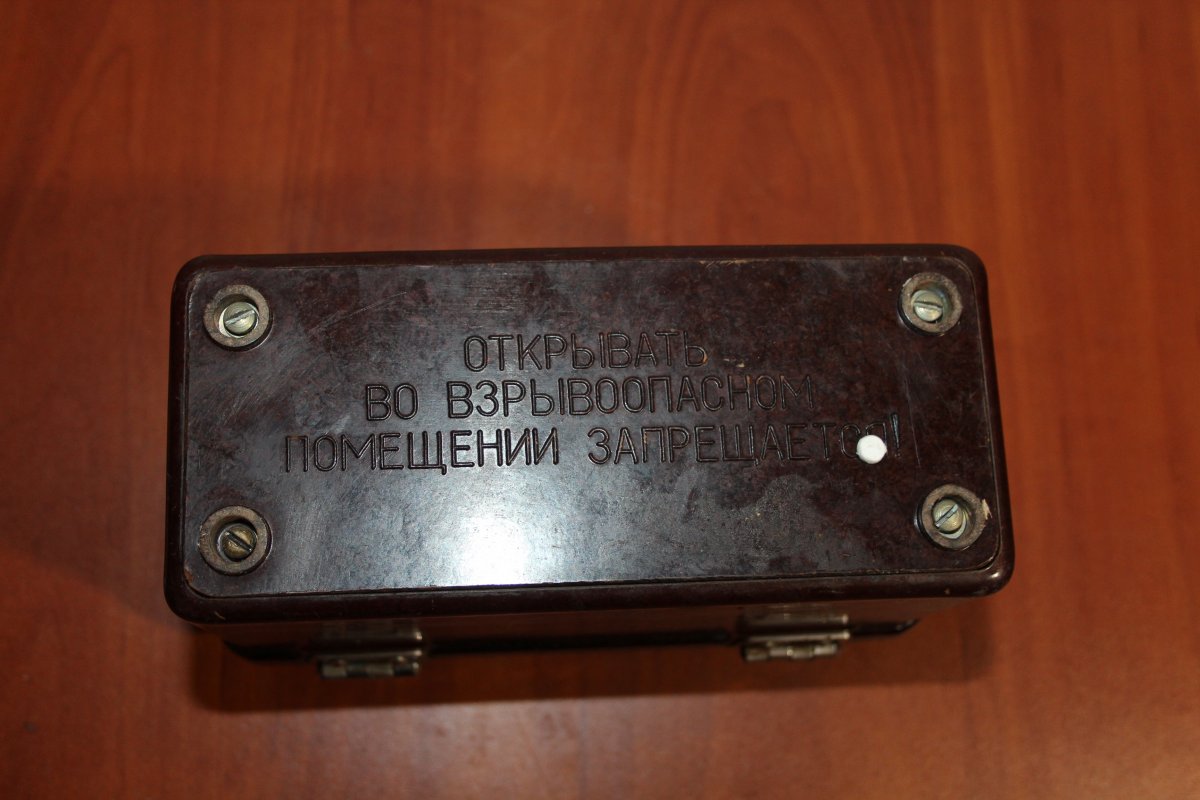 ОТКРЫВАТЬ
ВО ВЗРЫВООПАСНОМ
ПОМЕЩЕНИИ ЗАПРЕЩАЕТСЯ!